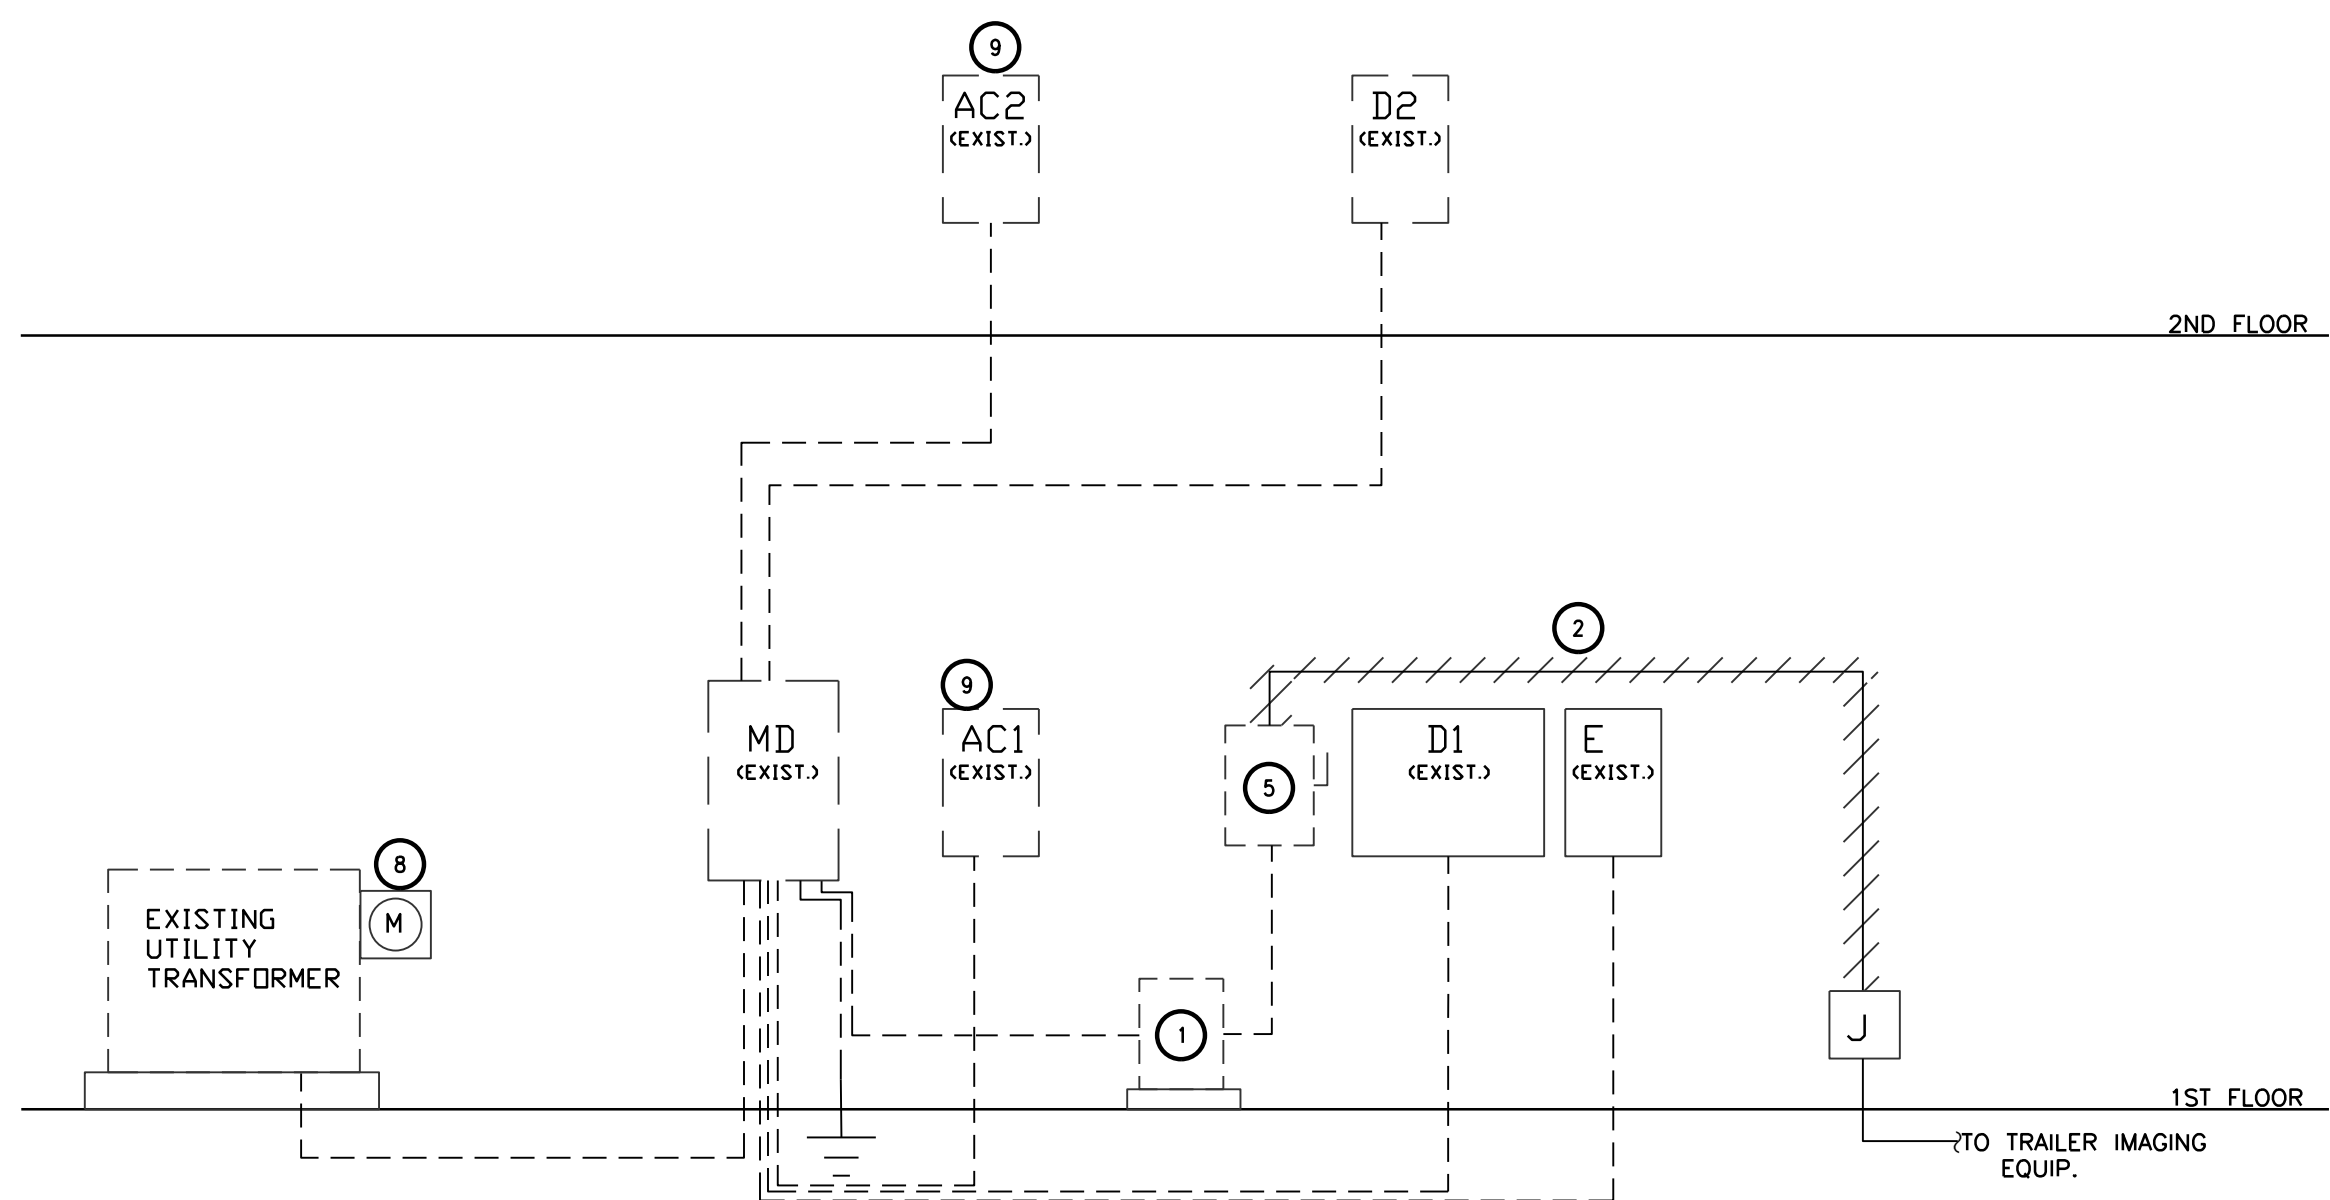 9
AC2
(EXIST.)
D2
(EXIST.)
2ND FLOOR
2
9
MD
(EXIST.)
AC1
(EXIST.)
5
D1
(EXIST.)
E
(EXIST.)
8
M
EXISTING
UTILITY
TRANSFORMER
1
J
1ST FLOOR
TO TRAILER IMAGING
EQUIP.